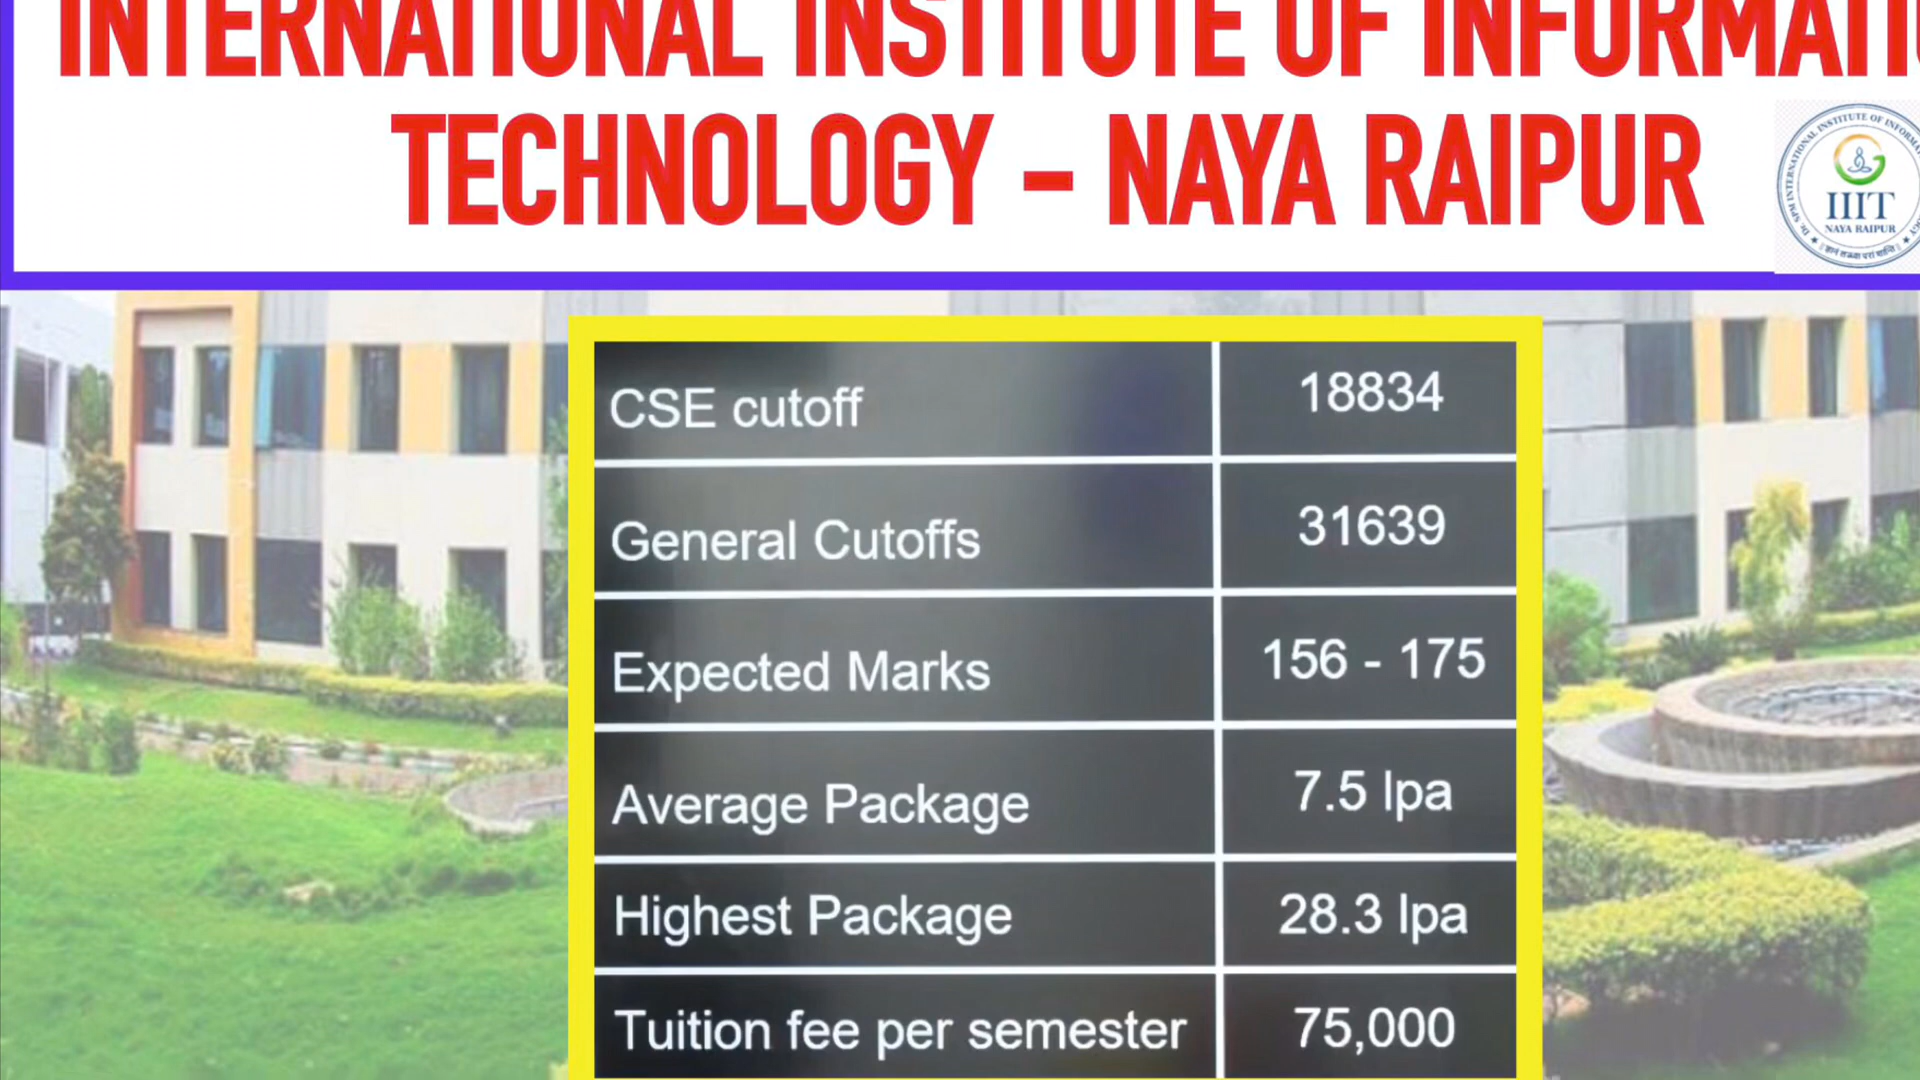 INTERNATIONAL INSTITUTE OF INFORMATI
TECHNOLOGY – NAYA RAIPUR
IIIT
NAYA RAIPUR
CSE cutoff 18834
General Cutoffs 31639
Expected Marks 156 - 175
Average Package 7.5 lpa
Highest Package 28.3 lpa
Tuition fee per semester 75,000